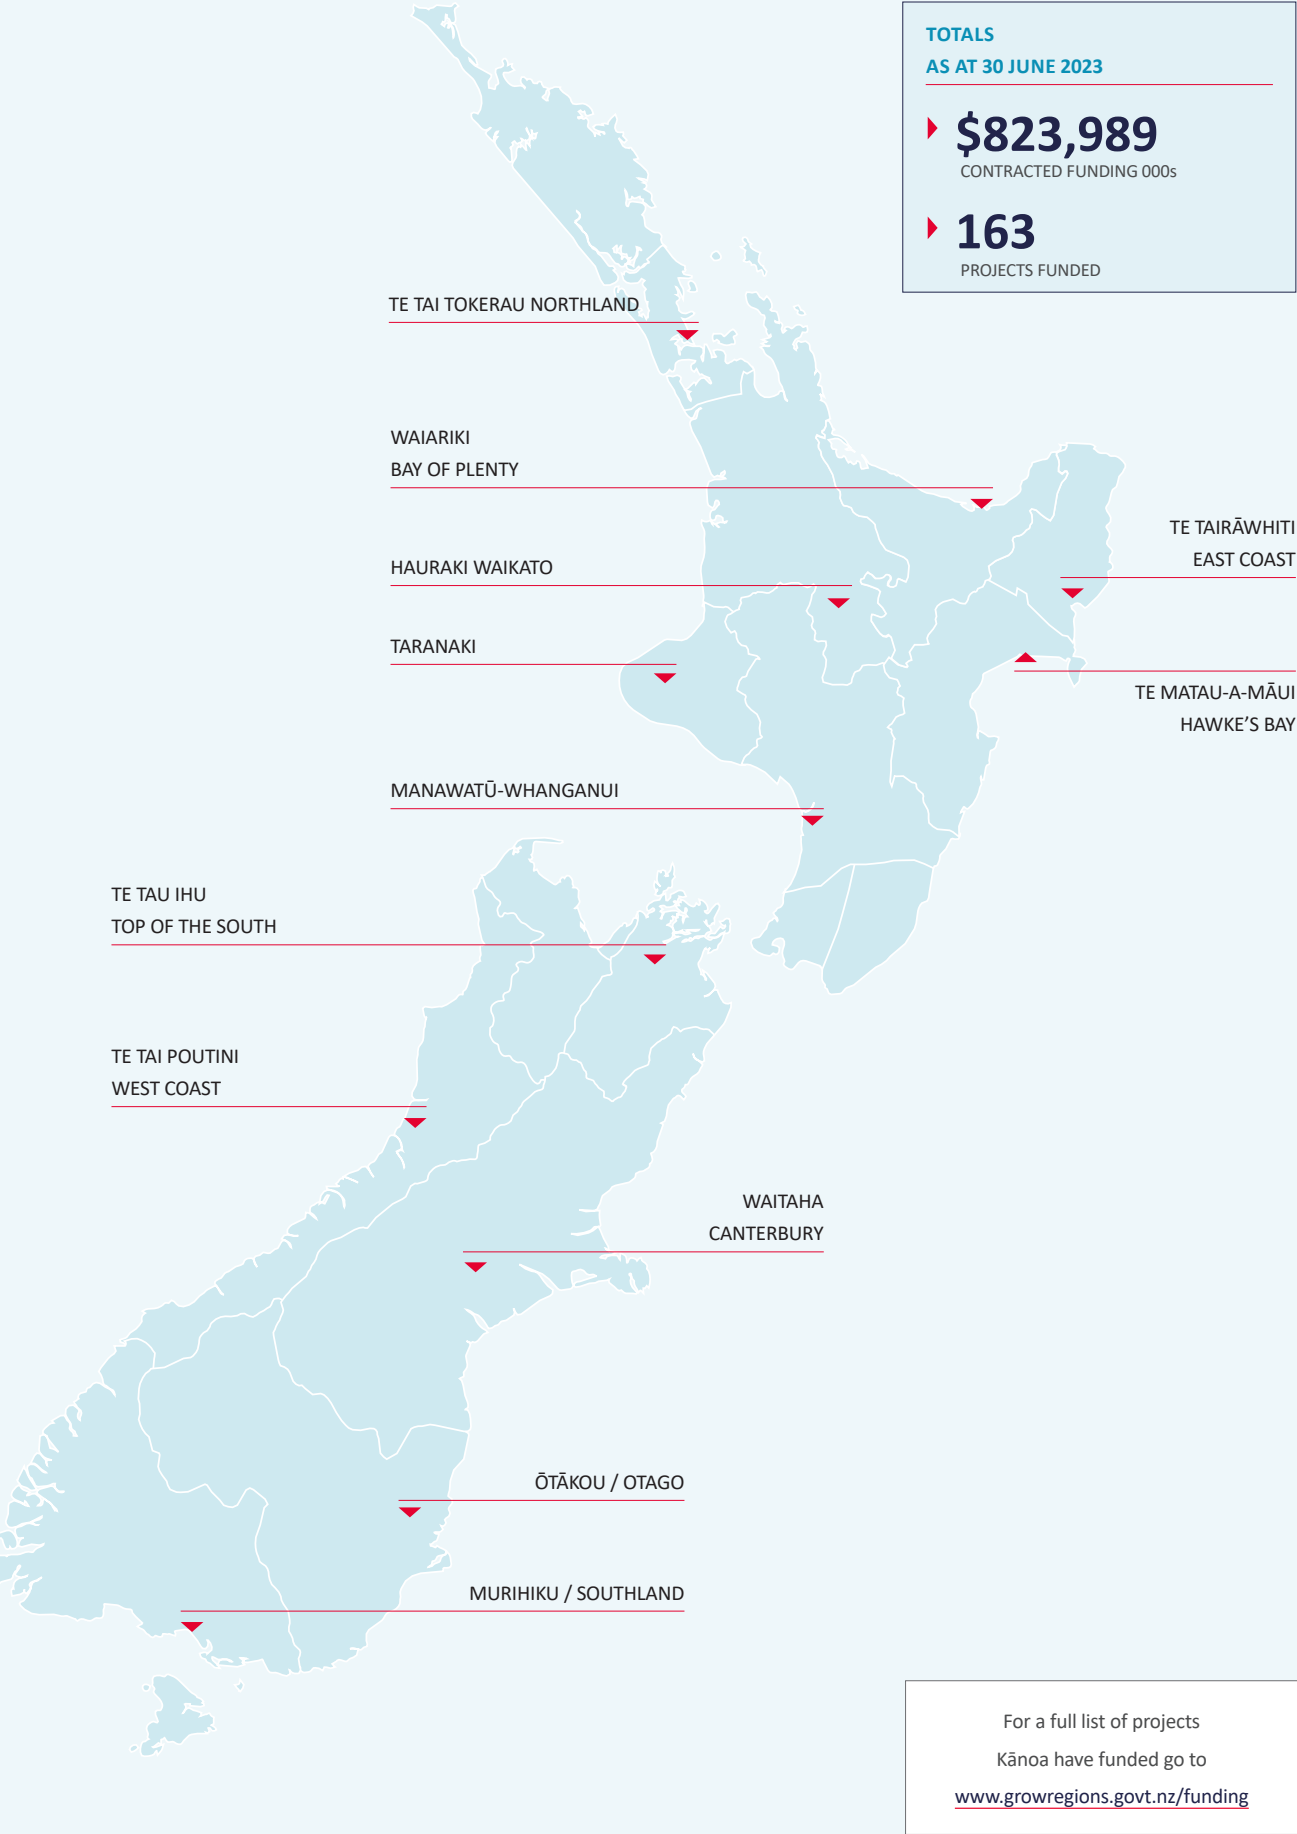 TOTALS
AS AT 30 JUNE 2023
$823,989
CONTRACTED FUNDING 000s
163
PROJECTS FUNDED
TE TAI TOKERAU NORTHLAND
WAIARIKI
BAY OF PLENTY
TE TAIRĀWHITI
EAST COAST
HAURAKI WAIKATO
TARANAKI
TE MATAU-A-MĀUI
HAWKE’S BAY
MANAWATŪ-WHANGANUI
TE TAU IHU
TOP OF THE SOUTH
TE TAI POUTINI
WEST COAST
WAITAHA
CANTERBURY
ŌTĀKOU / OTAGO
MURIHIKU / SOUTHLAND
For a full list of projects
Kānoa have funded go to
www.growregions.govt.nz/funding